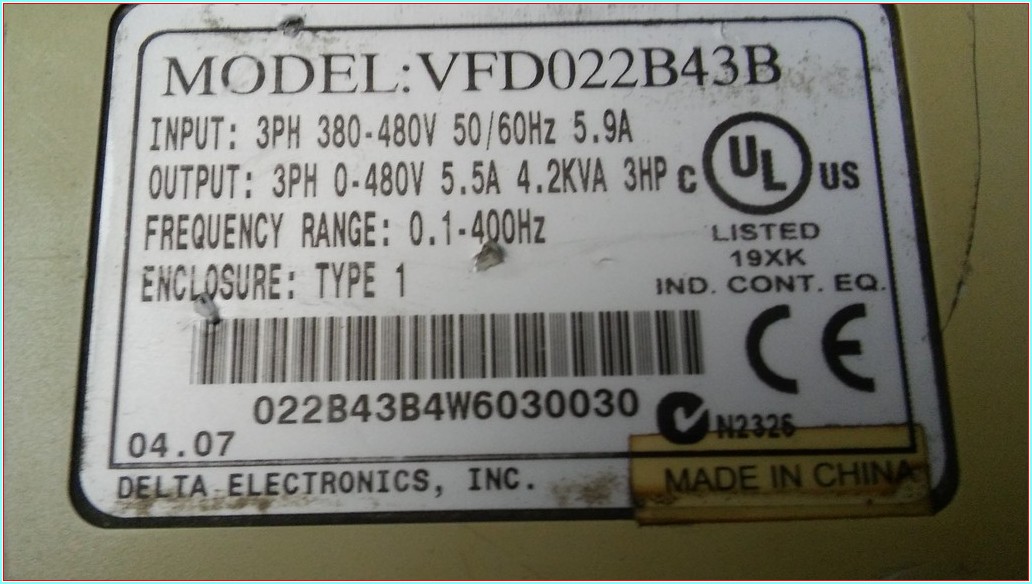 MODEL:VFD022B43B
INPUT: 3PH 380-480V 50/60Hz 5.9A
OUTPUT: 3PH 0-480V 5.5A 4.2KVA 3HP
FREQUENCY RANGE: 0.1-400Hz
ENCLOSURE: TYPE 1
C UL US
LISTED
19XK
IND. CONT. EQ.
CE
022B43B4W6030030
N2326
04.07
DELTA ELECTRONICS, INC.
MADE IN CHINA